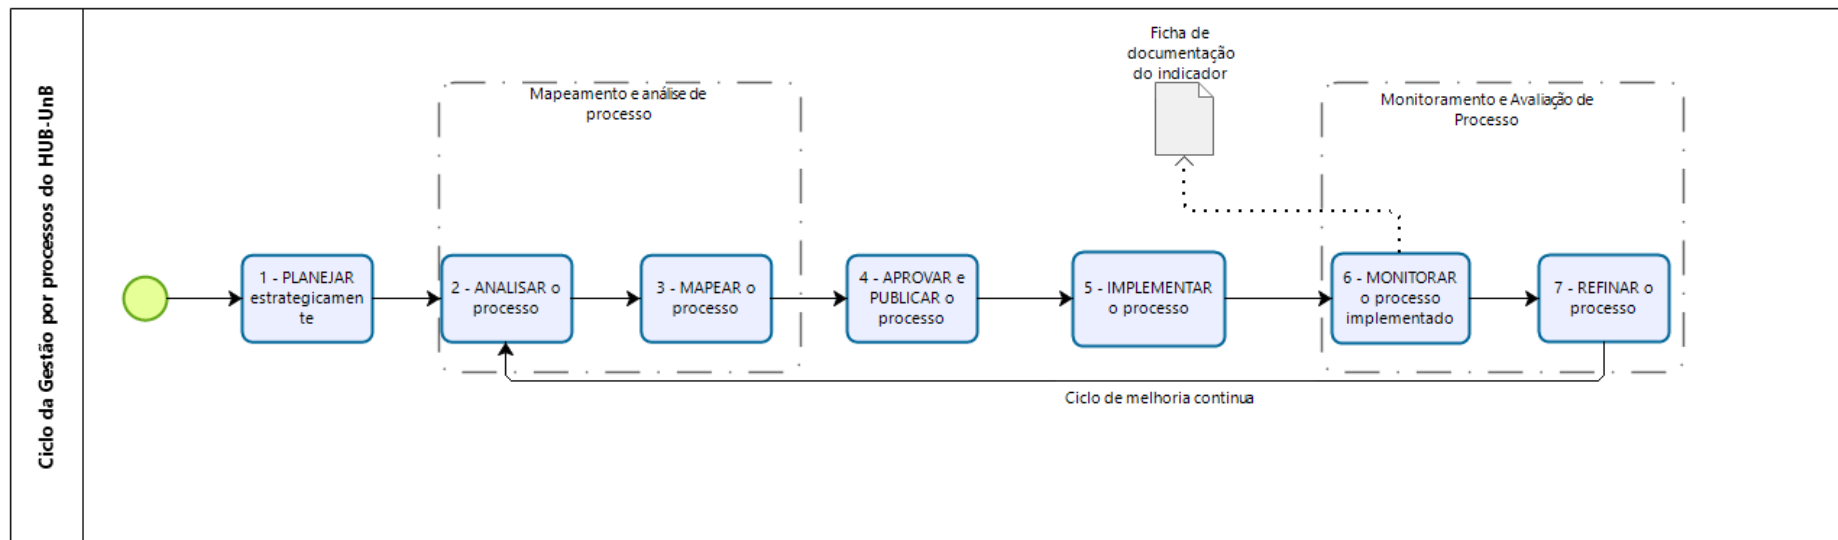 Ciclo da Gestão por processos do HUB-UnB
Ficha de
documentação
do indicador
Mapeamento e análise de
processo
Monitoramento e Avaliação de
Processo
1 - PLANEJAR
estrategicamen
te
2 - ANALISAR o
processo
3 - MAPEAR o
processo
4 - APROVAR e
PUBLICAR o
processo
5 - IMPLEMENTAR
o processo
6 - MONITORAR
o processo
implementado
7 - REFINAR o
processo
Ciclo de melhoria continua